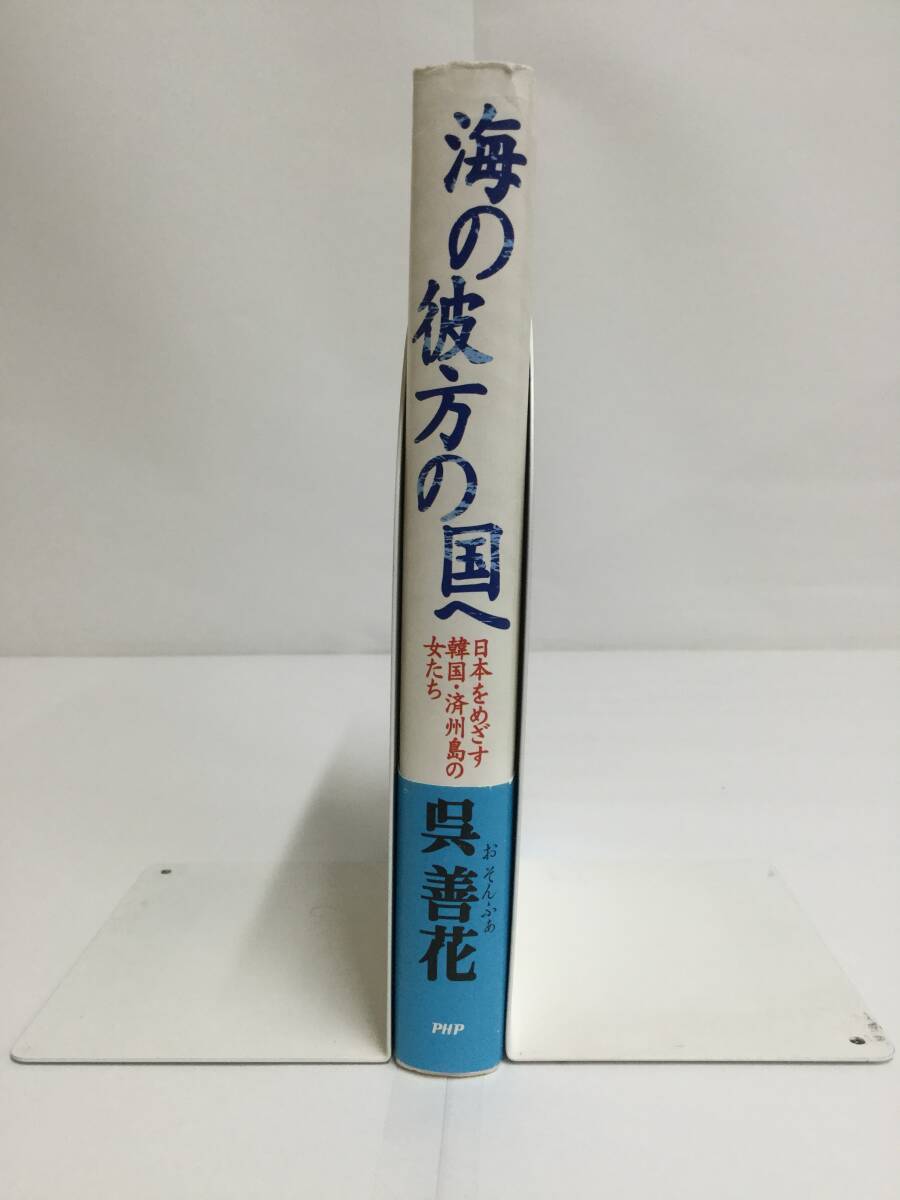 海の彼方の国へ
日本をめざす
韓国・済州島の
女たち
呉善花
おそんふぁ
PHP